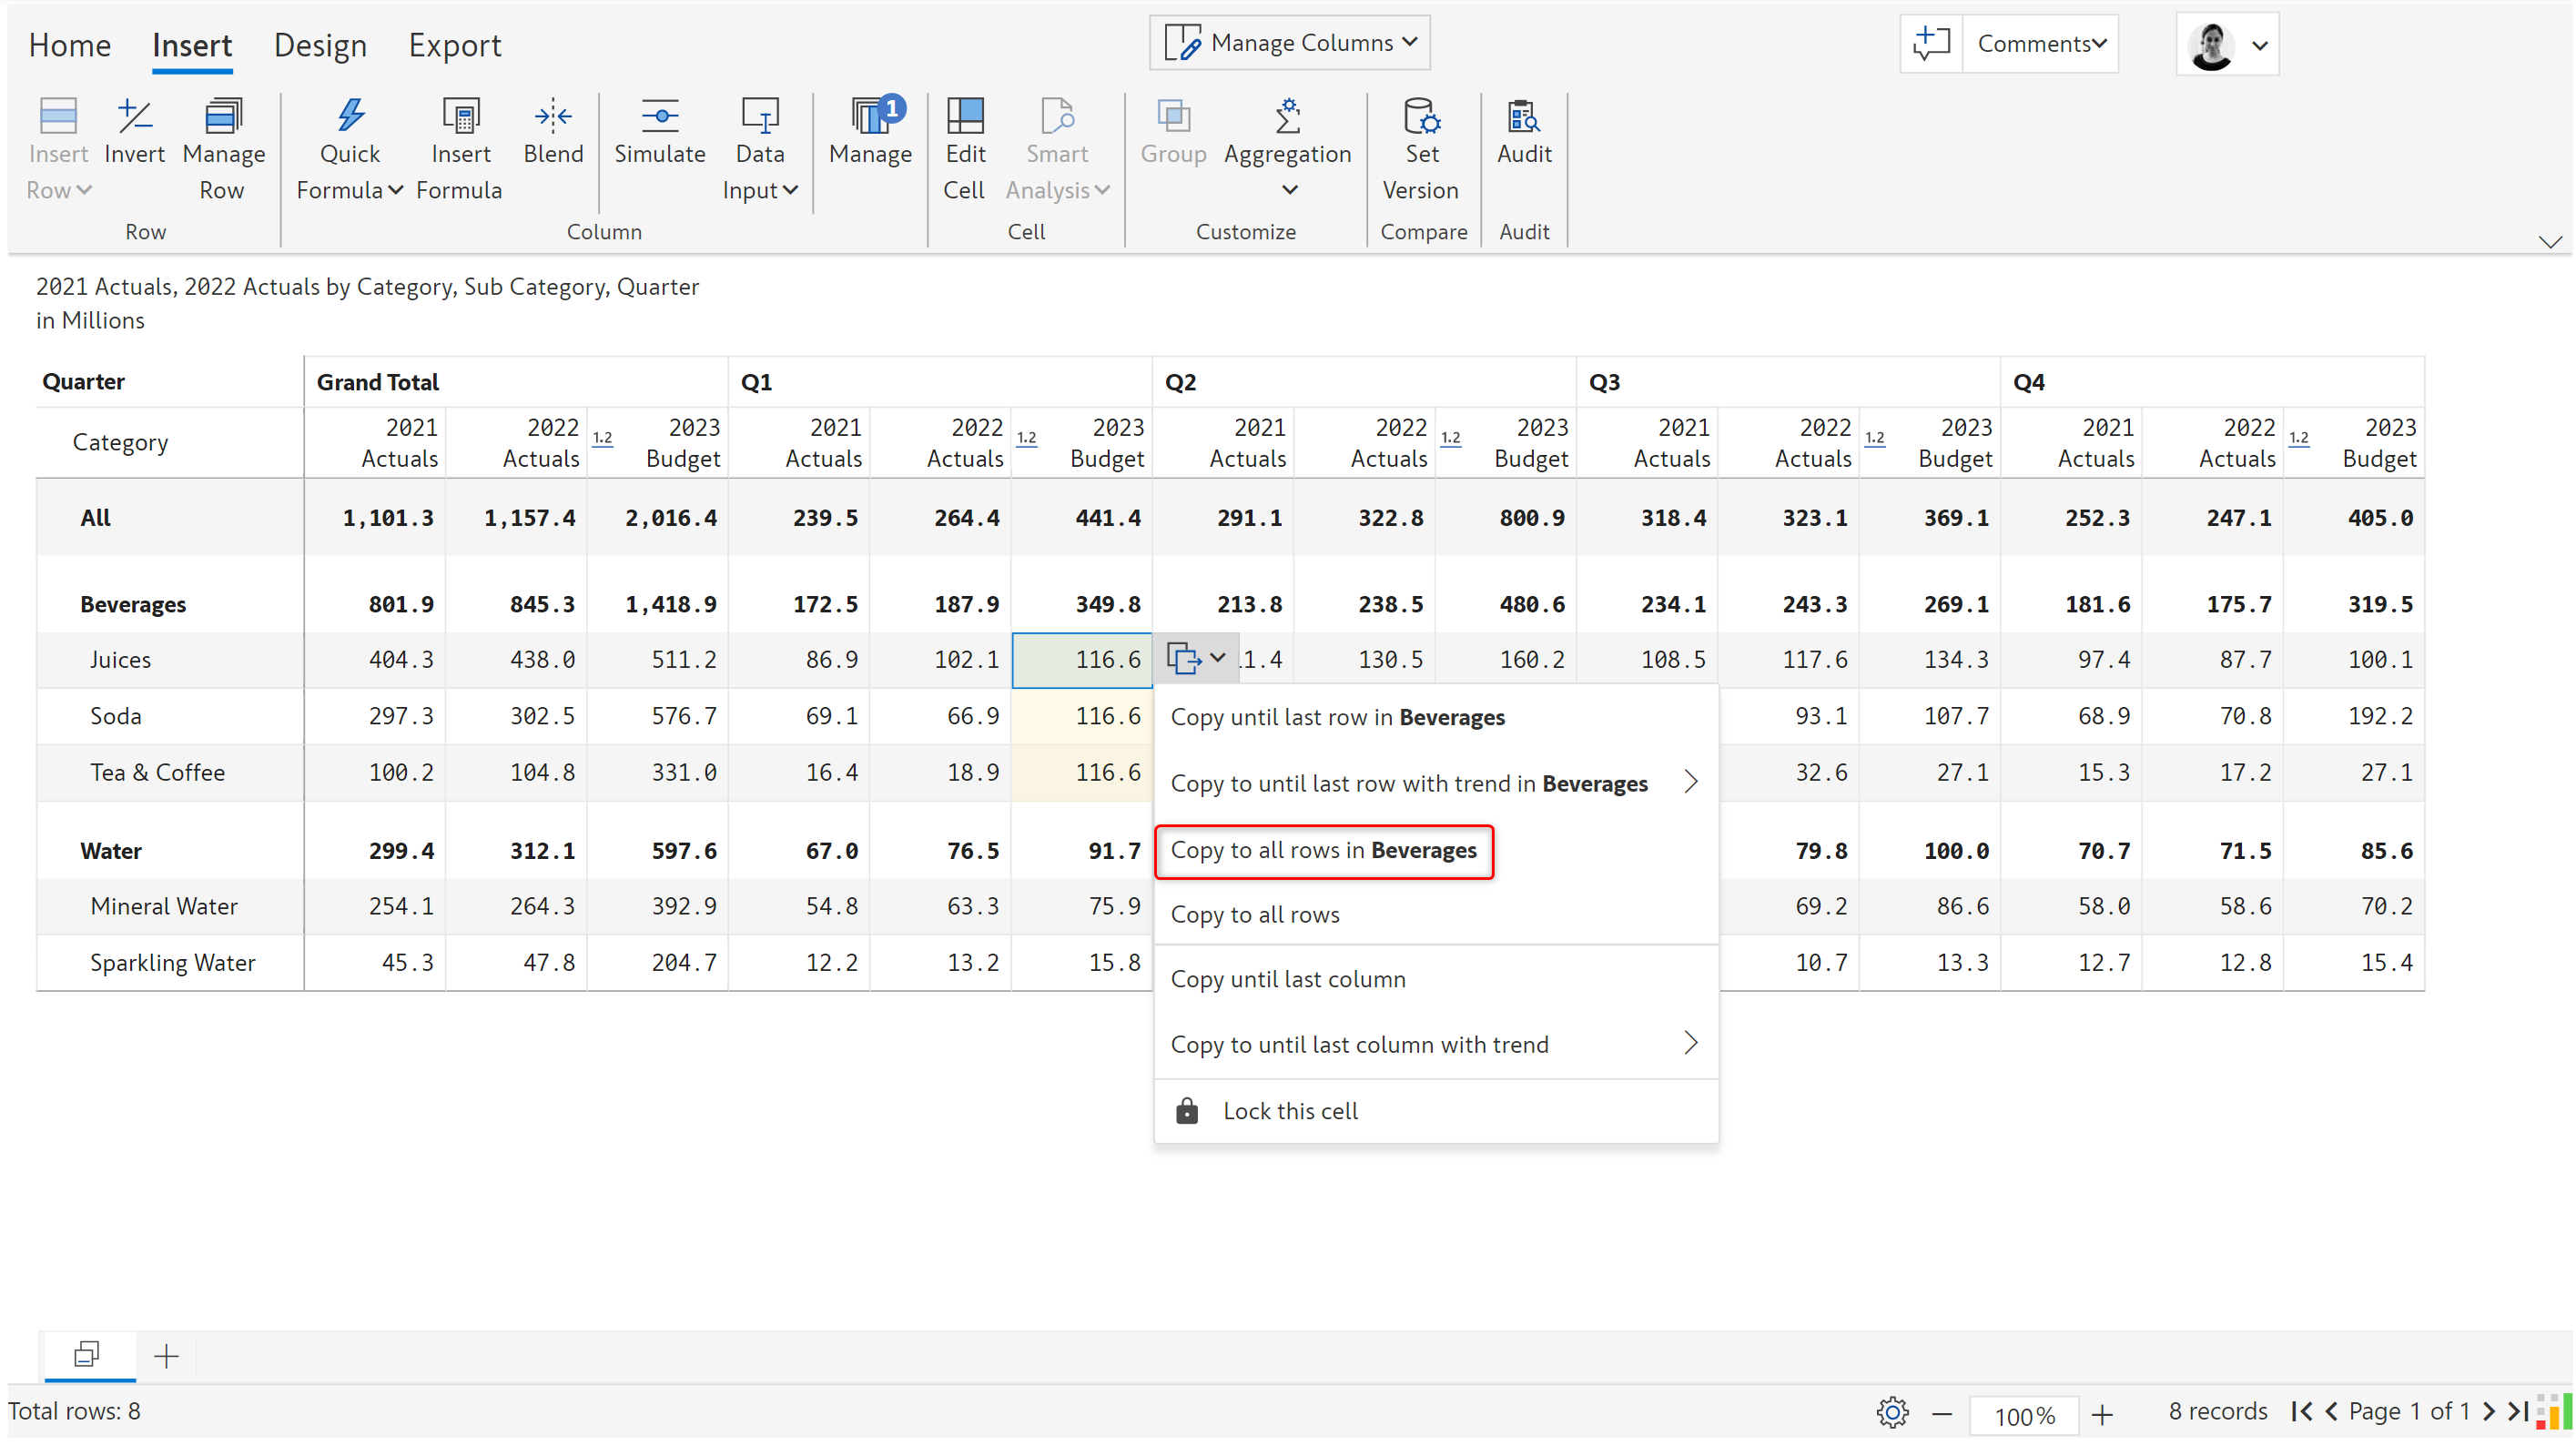 Home Insert Design Export Manage Columns Comments
Insert Row Invert Manage Row Quick Formula Insert Formula Blend Simulate Data Input Manage 1 Edit Cell Smart Analysis Group Aggregation Set Version Audit
Row Column Cell Customize Compare Audit
2021 Actuals, 2022 Actuals by Category, Sub Category, Quarter
in Millions
Quarter Grand Total Q1 Q2 Q3 Q4
Category 2021 Actuals 2022 Actuals 1.2 2023 Budget 2021 Actuals 2022 Actuals 1.2 2023 Budget 2021 Actuals 2022 Actuals 1.2 2023 Budget 2021 Actuals 2022 Actuals 1.2 2023 Budget 2021 Actuals 2022 Actuals 1.2 2023 Budget
All 1,101.3 1,157.4 2,016.4 239.5 264.4 441.4 291.1 322.8 800.9 318.4 323.1 369.1 252.3 247.1 405.0
Beverages 801.9 845.3 1,418.9 172.5 187.9 349.8 213.8 238.5 480.6 234.1 243.3 269.1 181.6 175.7 319.5
Juices 404.3 438.0 511.2 86.9 102.1 116.6 1.4 130.5 160.2 108.5 117.6 134.3 97.4 87.7 100.1
Soda 297.3 302.5 576.7 69.1 66.9 116.6 93.1 107.7 68.9 70.8 192.2
Tea & Coffee 100.2 104.8 331.0 16.4 18.9 116.6 32.6 27.1 15.3 17.2 27.1
Water 299.4 312.1 597.6 67.0 76.5 91.7 79.8 100.0 70.7 71.5 85.6
Mineral Water 254.1 264.3 392.9 54.8 63.3 75.9 69.2 86.6 58.0 58.6 70.2
Sparkling Water 45.3 47.8 204.7 12.2 13.2 15.8 10.7 13.3 12.7 12.8 15.4
Copy until last row in Beverages
Copy to until last row with trend in Beverages
Copy to all rows in Beverages
Copy to all rows
Copy until last column
Copy to until last column with trend
Lock this cell
Total rows: 8 100% 8 records Page 1 of 1